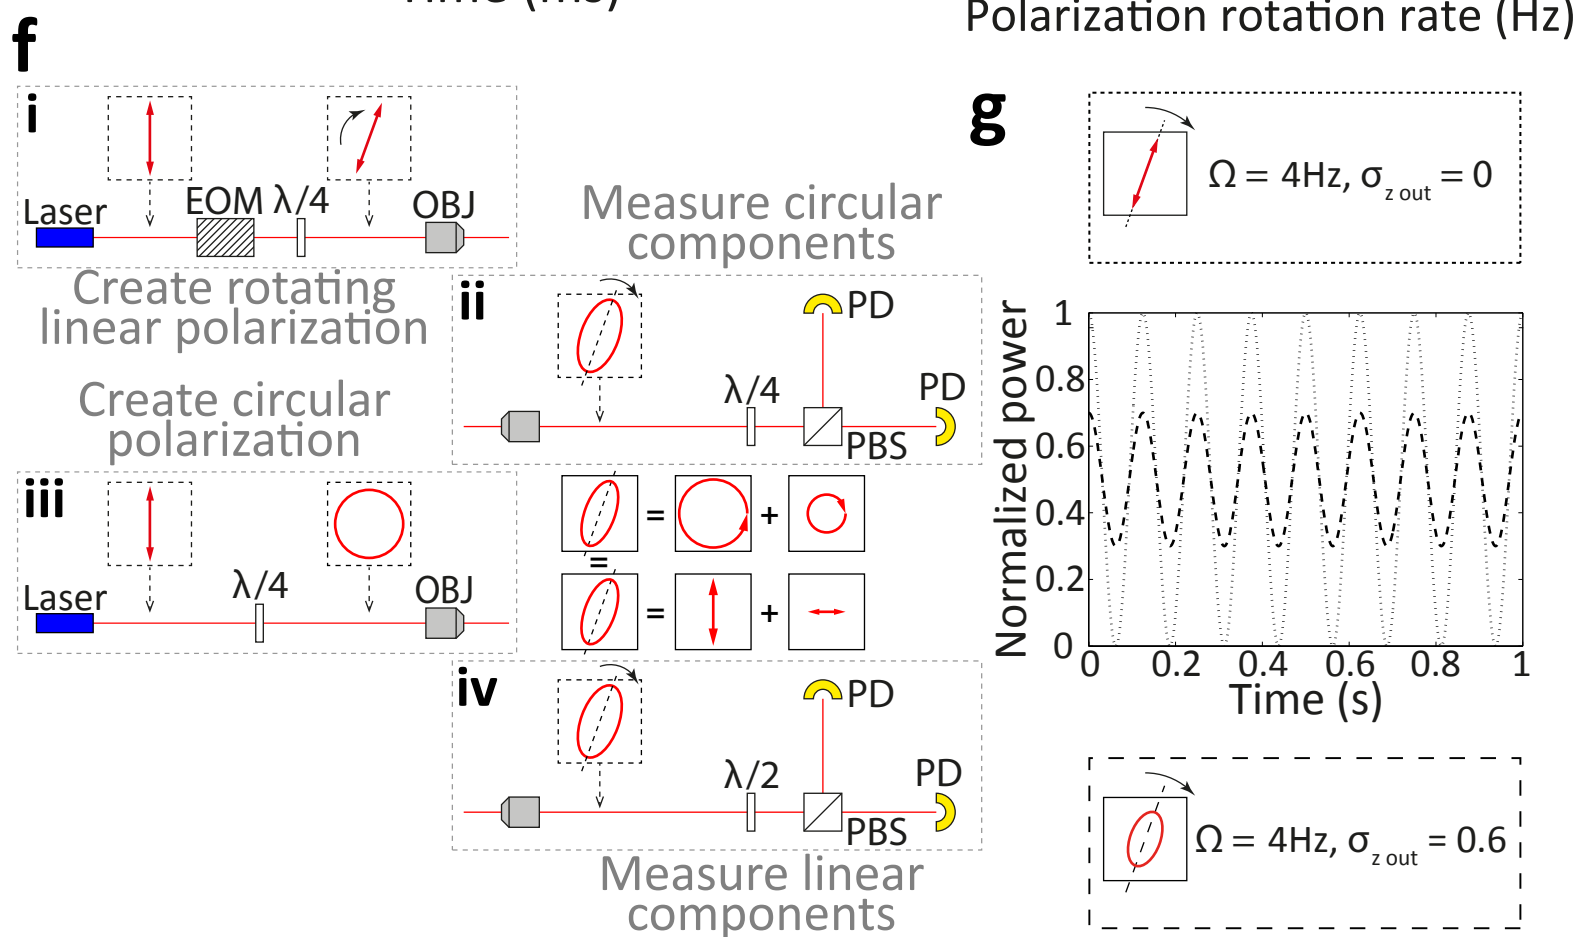 Time (ms)
Polarization rotation rate (Hz)
f
i
Laser
EOM
λ/4
OBJ
Create rotating
linear polarization
Measure circular
components
ii
PD
λ/4
PD
PBS
Create circular
polarization
iii
Laser
λ/4
OBJ
= +
=
= +
iv
PD
λ/2
PD
PBS
Measure linear
components
g
Ω = 4Hz, σz out = 0
Normalized power
1
0.8
0.6
0.4
0.2
0
0 0.2 0.4 0.6 0.8 1
Time (s)
Ω = 4Hz, σz out = 0.6